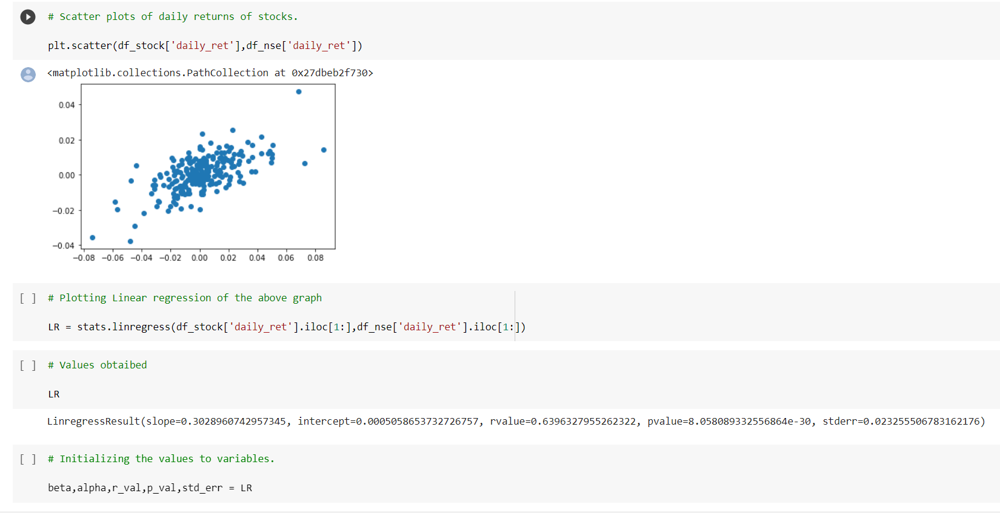 # Scatter plots of daily returns of stocks.
plt.scatter(df_stock['daily_ret'],df_nse['daily_ret'])
<matplotlib.collections.PathCollection at 0x27dbeb2f730>
0.04
0.02
0.00
−0.02
−0.04
−0.08 −0.06 −0.04 −0.02 0.00 0.02 0.04 0.06 0.08
[ ] # Plotting Linear regression of the above graph
LR = stats.linregress(df_stock['daily_ret'].iloc[1:],df_nse['daily_ret'].iloc[1:])
[ ] # Values obtaibed
LR
LinregressResult(slope=0.3028960742957345, intercept=0.0005058653732726757, rvalue=0.6396327955262322, pvalue=8.058089332556864e-30, stderr=0.023255506783162176)
[ ] # Initializing the values to variables.
beta,alpha,r_val,p_val,std_err = LR